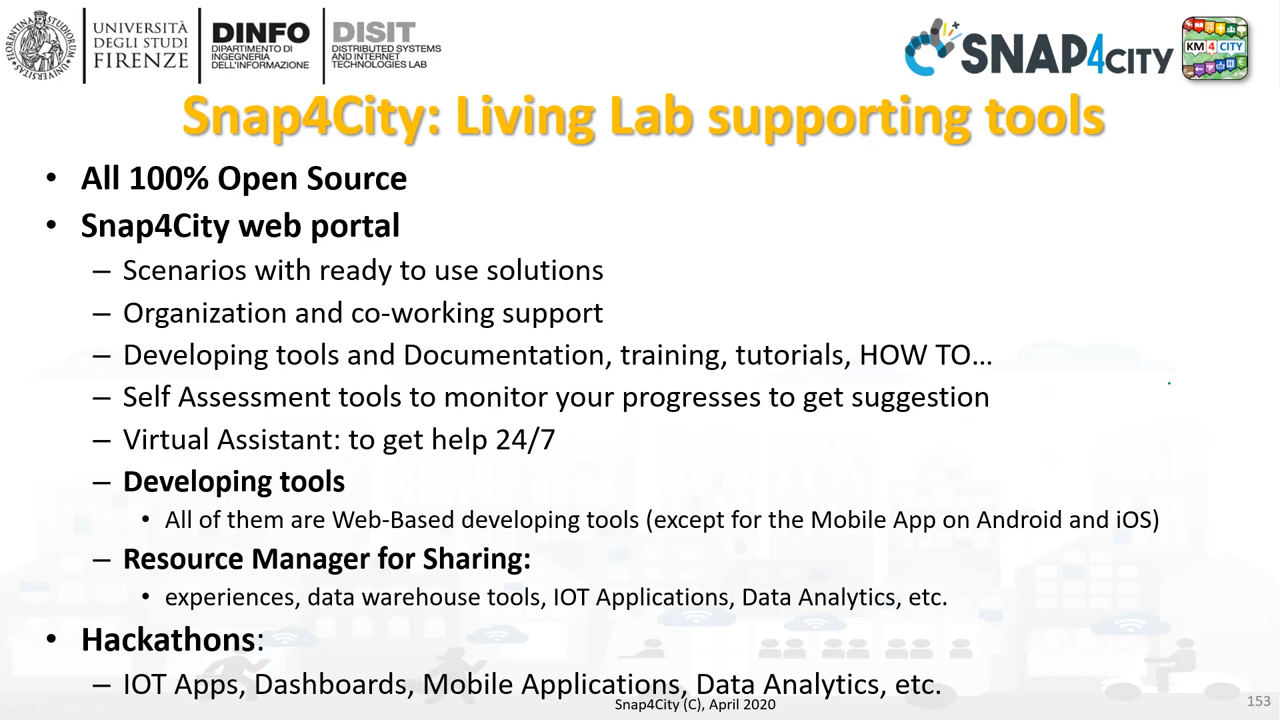 UNIVERSITÀ
DEGLI STUDI
FIRENZE
DINFO
DIPARTIMENTO DI
INGEGNERIA
DELL'INFORMAZIONE
DISIT
DISTRIBUTED SYSTEMS
AND INTERNET
TECHNOLOGIES LAB
SNAP4CITY
KM4CITY
Snap4City: Living Lab supporting tools
• All 100% Open Source
• Snap4City web portal
– Scenarios with ready to use solutions
– Organization and co-working support
– Developing tools and Documentation, training, tutorials, HOW TO…
– Self Assessment tools to monitor your progresses to get suggestion
– Virtual Assistant: to get help 24/7
– Developing tools
• All of them are Web-Based developing tools (except for the Mobile App on Android and iOS)
– Resource Manager for Sharing:
• experiences, data warehouse tools, IOT Applications, Data Analytics, etc.
• Hackathons:
– IOT Apps, Dashboards, Mobile Applications, Data Analytics, etc.
Snap4City (C), April 2020
153